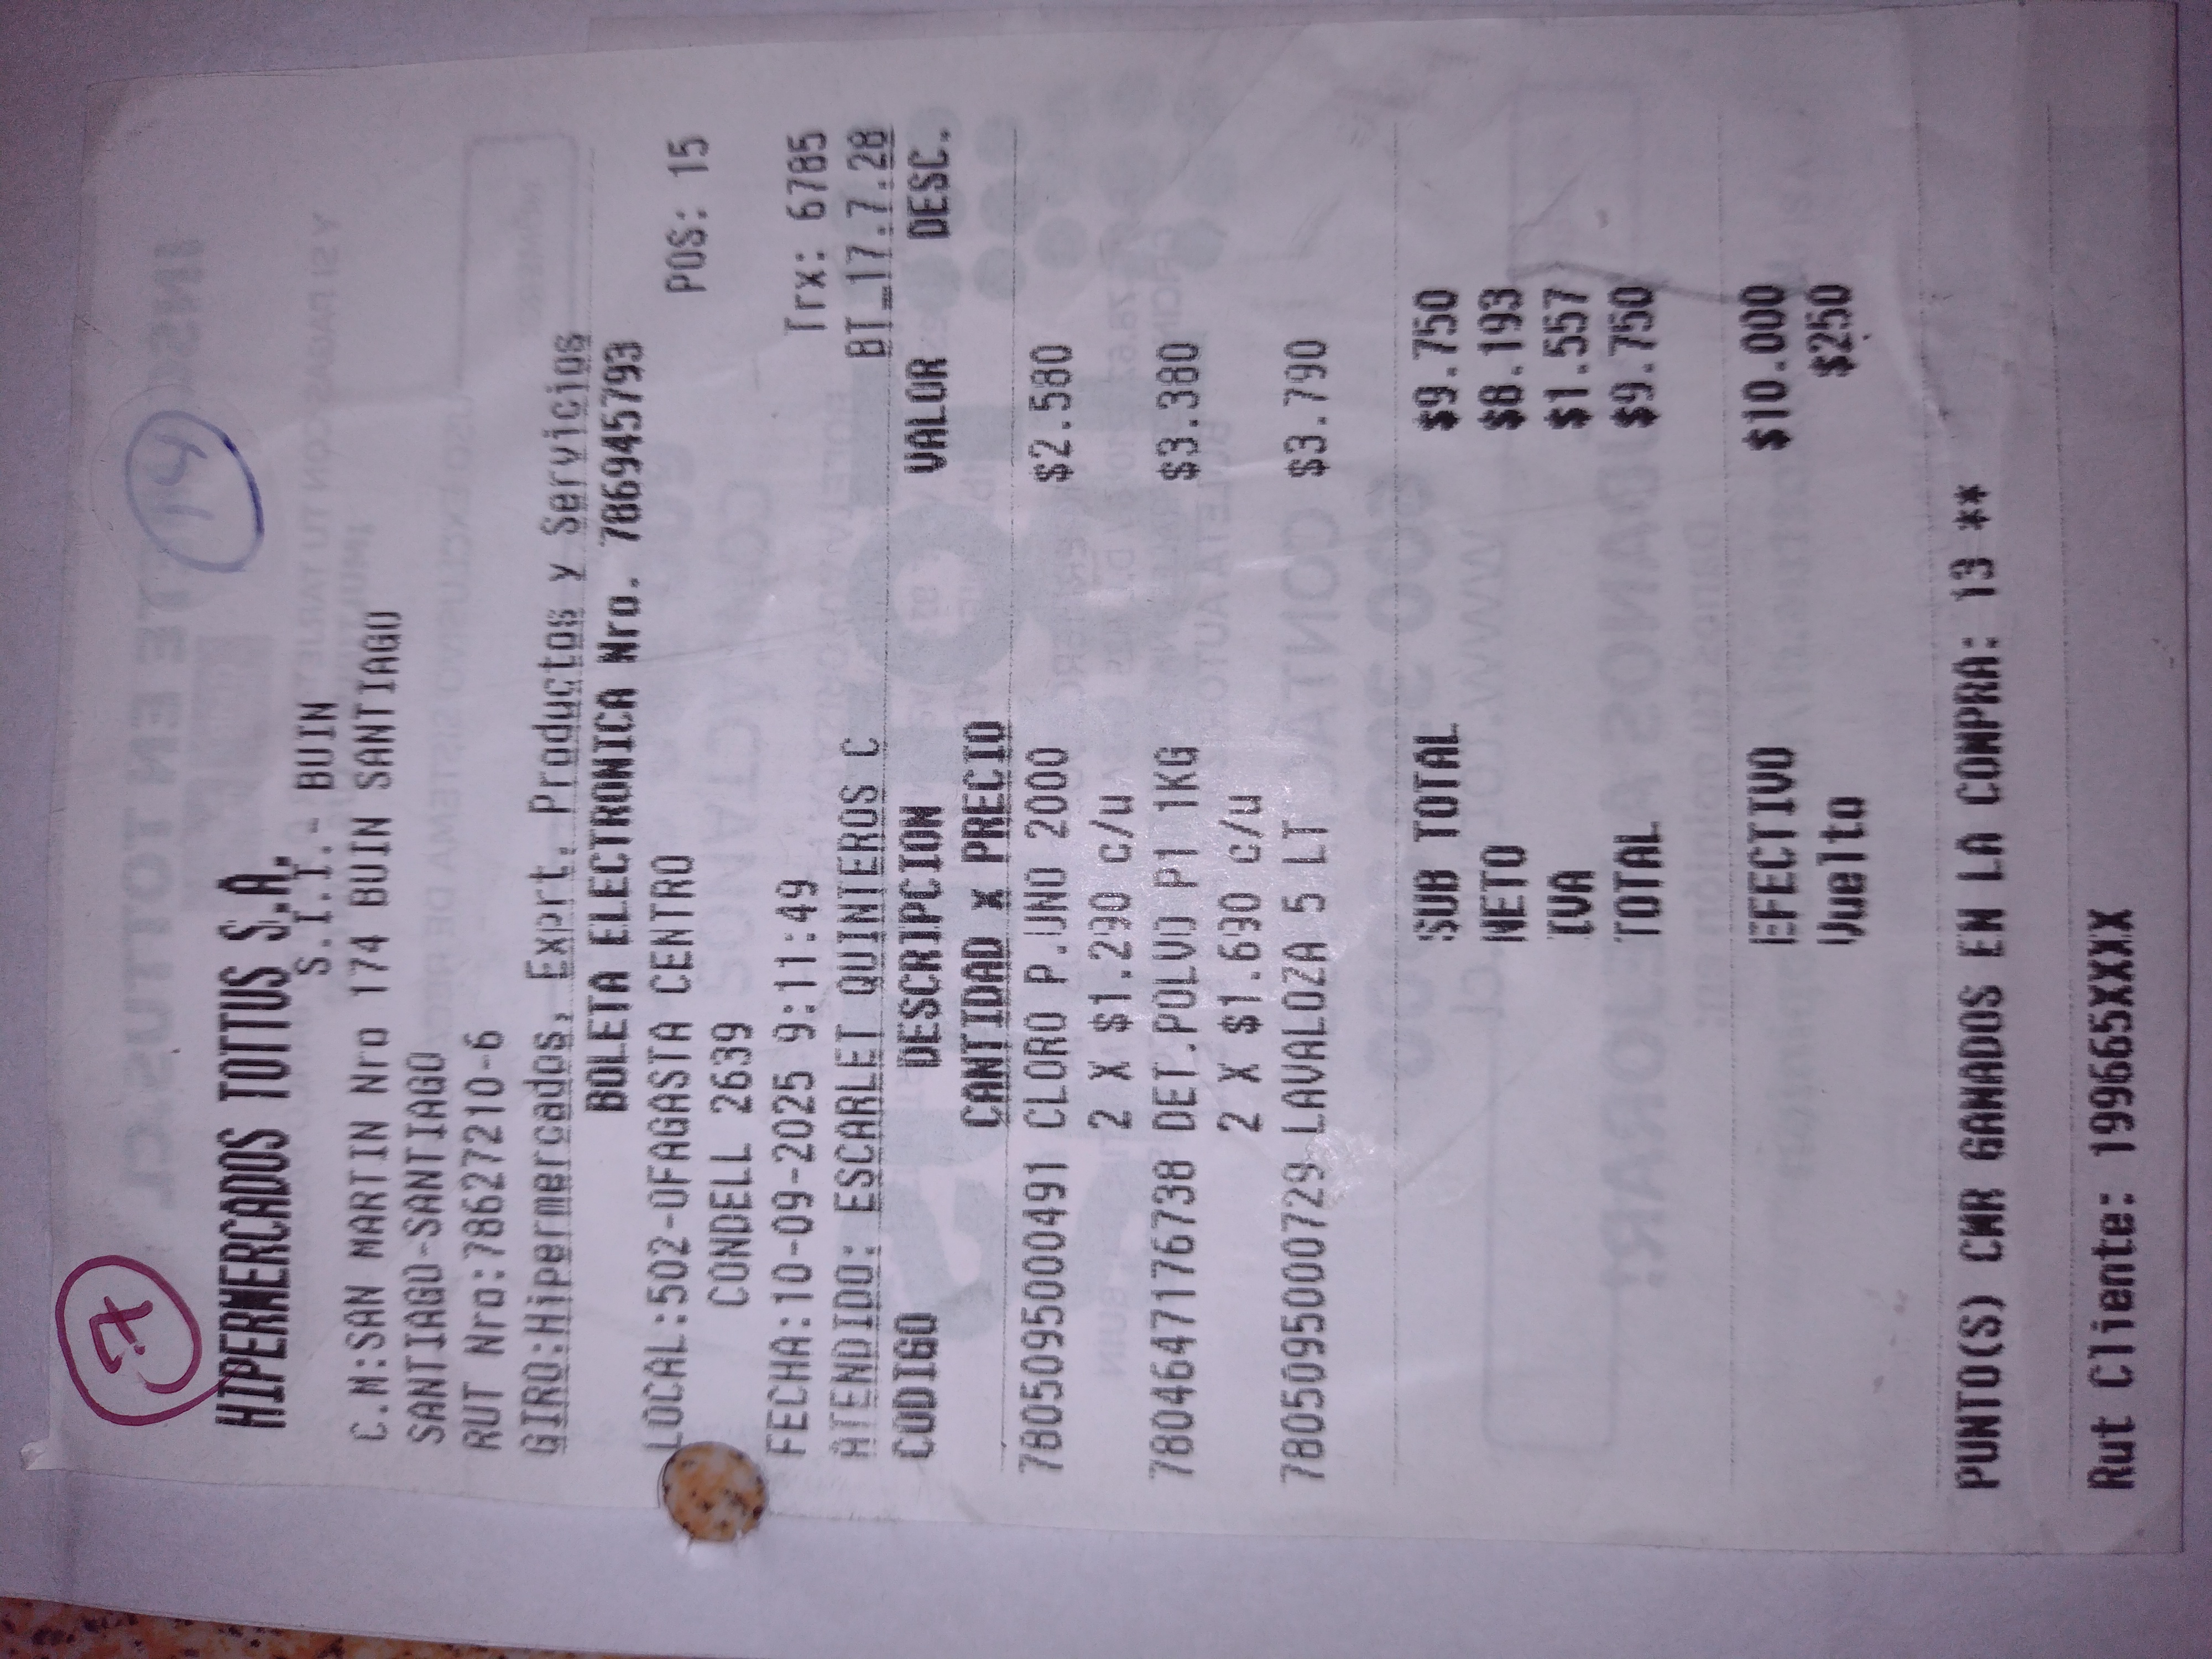 HIPERMERCADOS TOTTUS S.A.
S.I.I.- BUIN
C.M:SAN MARTIN Nro 174 BUIN SANTIAGO
SANTIAGO-SANTIAGO
RUT Nro:78627210-6
GIRO:Hipermercados, Exprt. Productos y Servicios
BOLETA ELECTRONICA Nro. 786945793
LOCAL:502-OFAGASTA CENTRO POS: 15
CONDELL 2639
FECHA:10-09-2025 9:11:49 Trx: 6785
ATENDIDO: ESCARLET QUINTEROS C BT_17.7.28
CODIGO DESCRIPCION VALOR DESC.
CANTIDAD x PRECIO
7805095000491 CLORO P.UNO 2000 $2.580
2 X $1.290 c/u
7804647176738 DET.POLVO P1 1KG $3.380
2 X $1.690 c/u
7805095000729 LAVALOZA 5 LT $3.790
SUB TOTAL $9.750
NETO $8.193
IVA $1.557
TOTAL $9.750
EFECTIVO $10.000
Vuelto $250
PUNTO(S) CMR GANADOS EN LA COMPRA: 13 **
Rut Cliente: 199665XXX